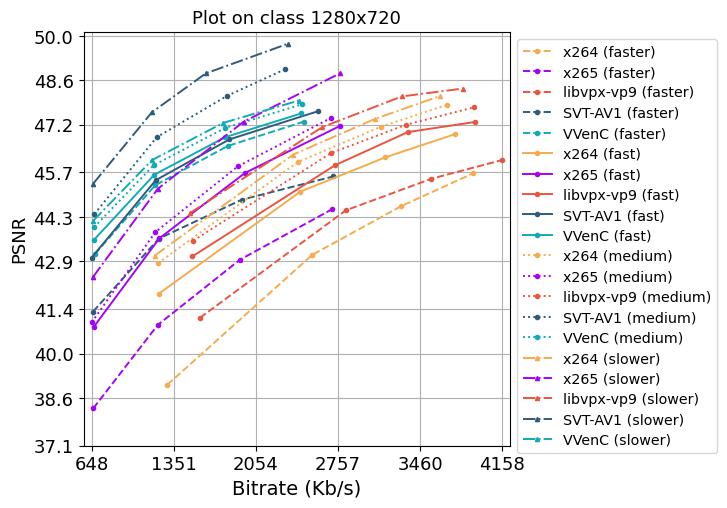 Plot on class 1280x720
PSNR
50.0
48.6
47.2
45.7
44.3
42.9
41.4
40.0
38.6
37.1
648 1351 2054 2757 3460 4158
Bitrate (Kb/s)
x264 (faster)
x265 (faster)
libvpx-vp9 (faster)
SVT-AV1 (faster)
VVenC (faster)
x264 (fast)
x265 (fast)
libvpx-vp9 (fast)
SVT-AV1 (fast)
VVenC (fast)
x264 (medium)
x265 (medium)
libvpx-vp9 (medium)
SVT-AV1 (medium)
VVenC (medium)
x264 (slower)
x265 (slower)
libvpx-vp9 (slower)
SVT-AV1 (slower)
VVenC (slower)